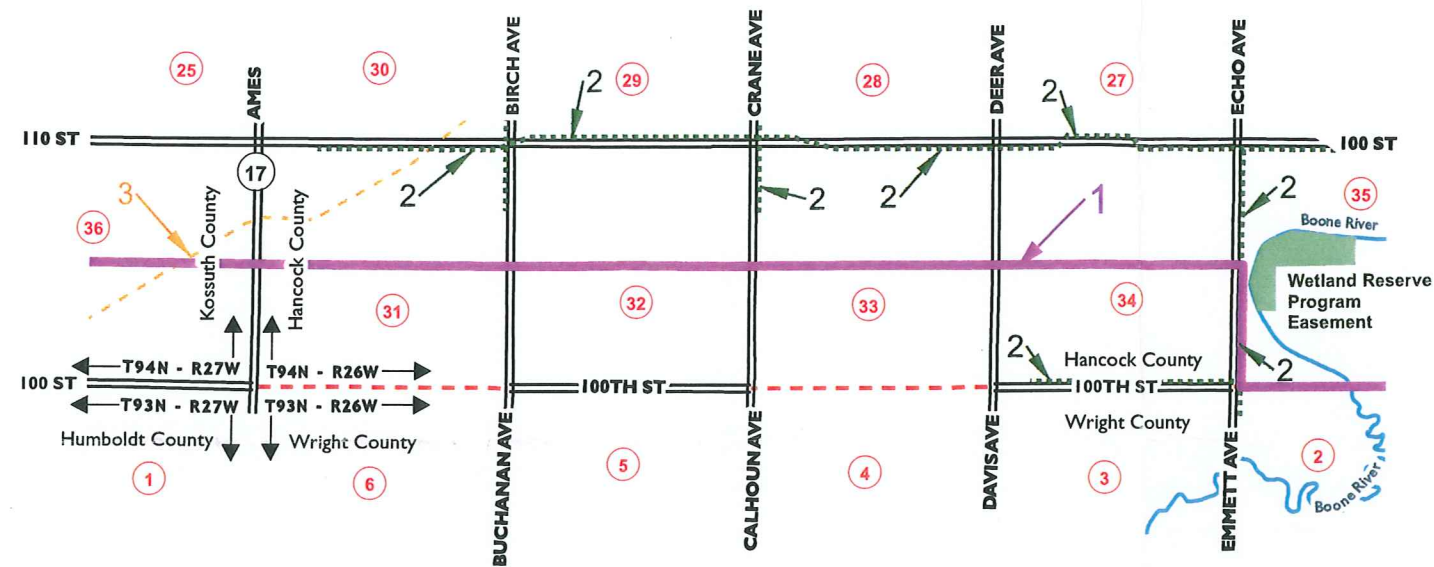 25
30
29
28
27
AMES
BIRCH AVE
CRANE AVE
DEER AVE
ECHO AVE
2
2
110 ST
100 ST
17
2
2
2
2
3
1
36
35
Kossuth County
Hancock County
Boone River
Wetland Reserve
Program
Easement
31
32
33
34
T94N - R27W
T94N - R26W
2
Hancock County
2
100 ST
100TH ST
100TH ST
T93N - R27W
T93N - R26W
Wright County
Humboldt County
Wright County
BUCHANAN AVE
CALHOUN AVE
DAVIS AVE
EMMETT AVE
1
6
5
4
3
2
Boone River